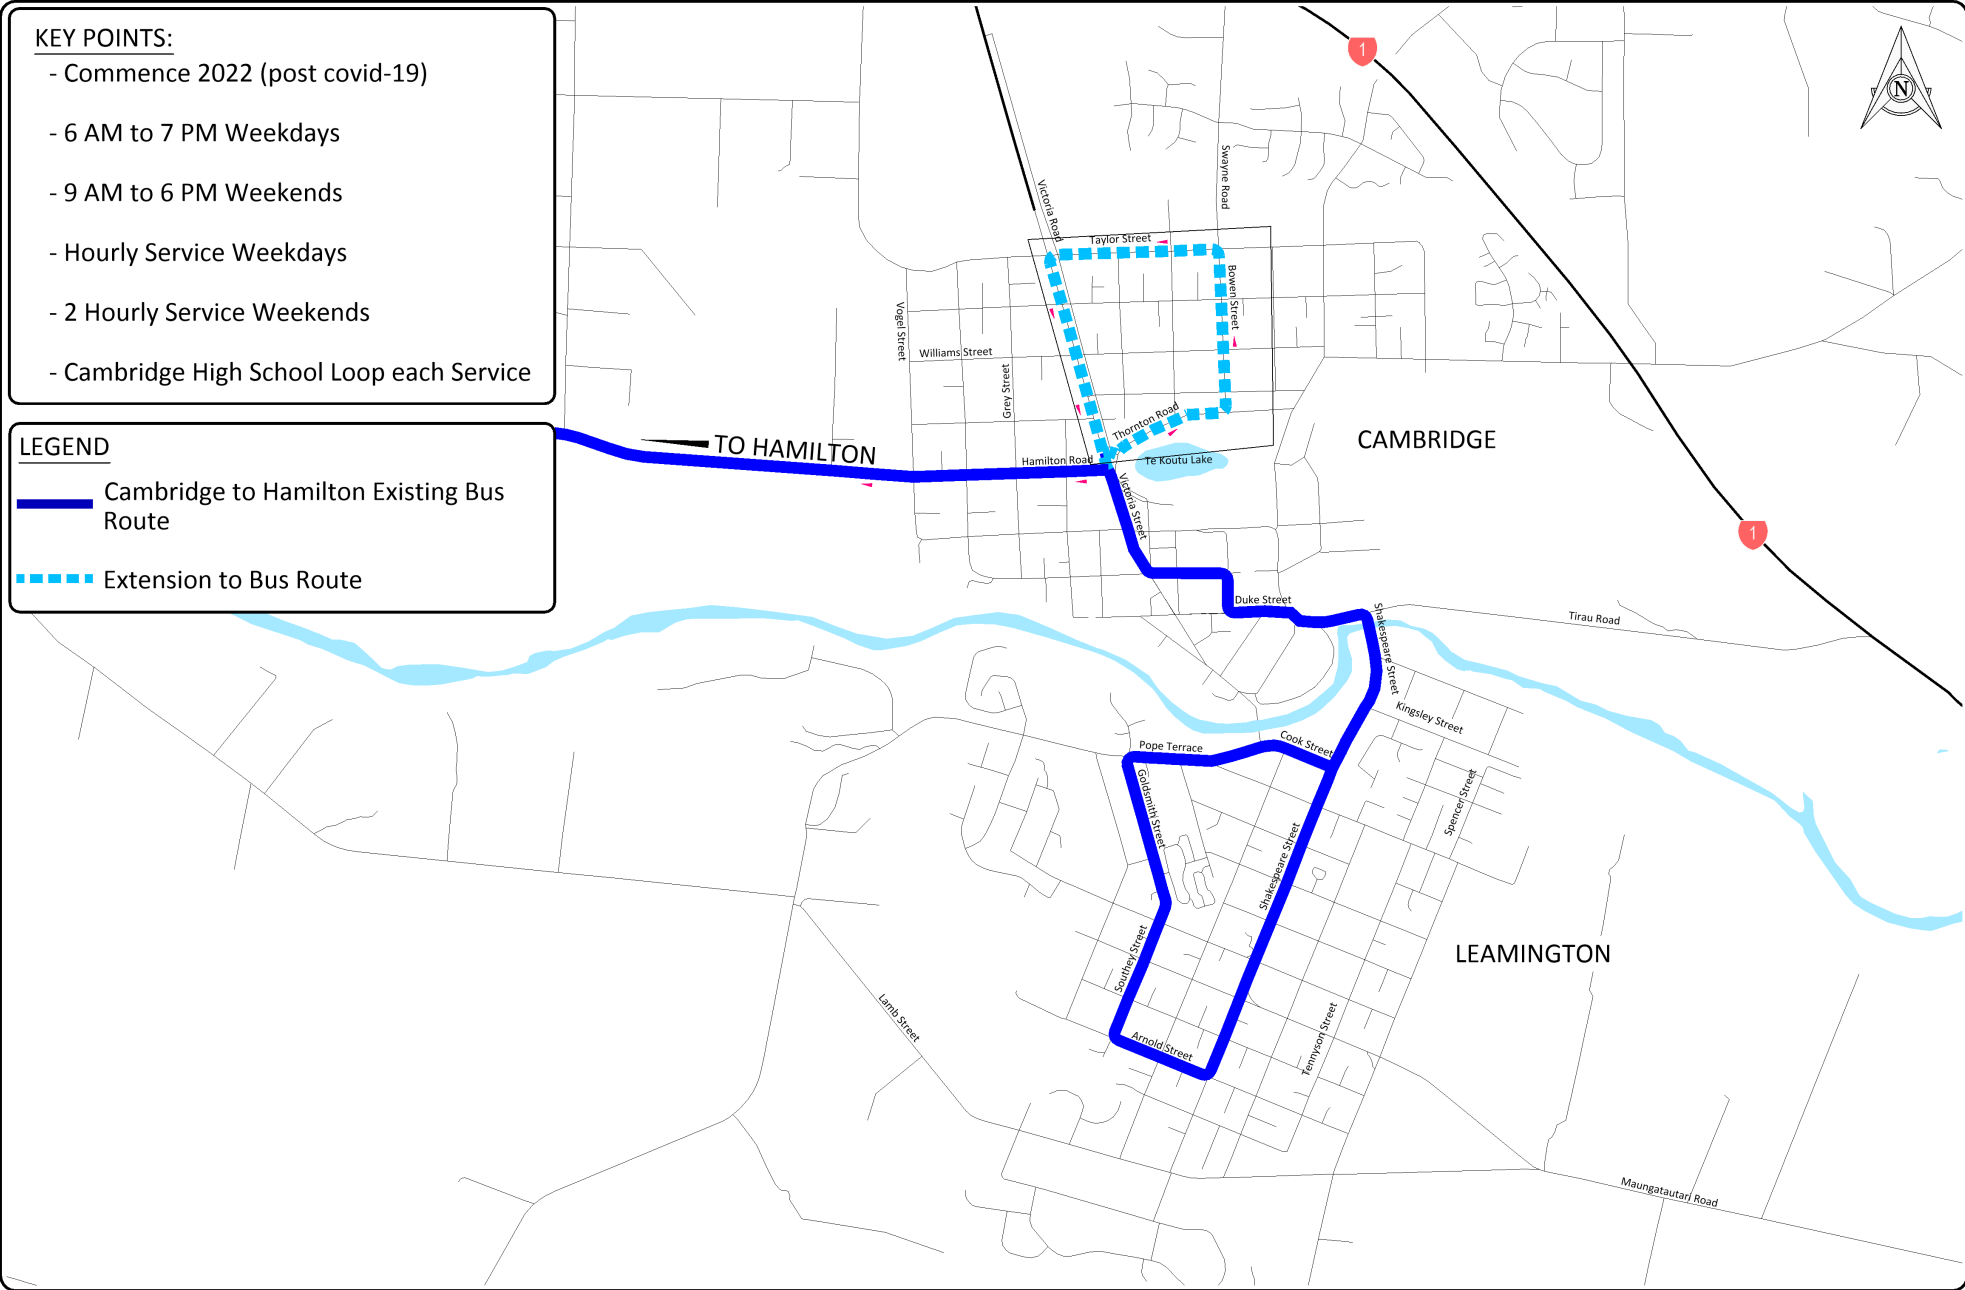 KEY POINTS:
- Commence 2022 (post covid-19)
- 6 AM to 7 PM Weekdays
- 9 AM to 6 PM Weekends
- Hourly Service Weekdays
- 2 Hourly Service Weekends
- Cambridge High School Loop each Service
LEGEND
Cambridge to Hamilton Existing Bus
Route
Extension to Bus Route
1
N
Swayne Road
Victoria Road
Taylor Street
Bowen Street
Vogel Street
Williams Street
Grey Street
Thornton Road
TO HAMILTON
CAMBRIDGE
Hamilton Road
Te Koutu Lake
Victoria Street
1
Duke Street
Shakespeare Street
Tirau Road
Kingsley Street
Cook Street
Pope Terrace
Goldsmith Street
Spencer Street
Shakespeare Street
Southey Street
LEAMINGTON
Lamb Street
Arnold Street
Tennyson Street
Maungatautari Road